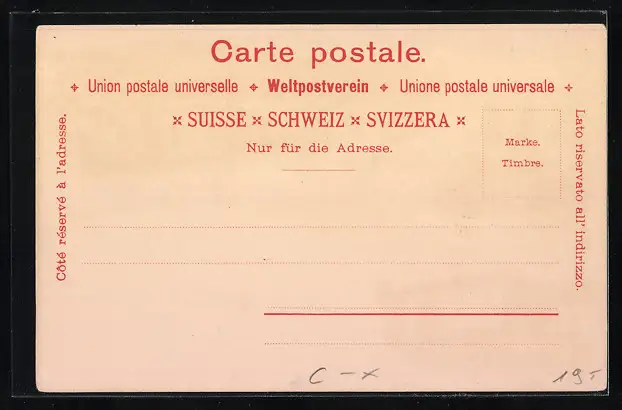 Carte postale.
✣ Union postale universelle ✣ Weltpostverein ✣ Unione postale universale ✣
× SUISSE × SCHWEIZ × SVIZZERA ×
Nur für die Adresse.
Marke.
Timbre.
Côté réservé à l'adresse.
Lato riservato all' indirizzo.
C – x